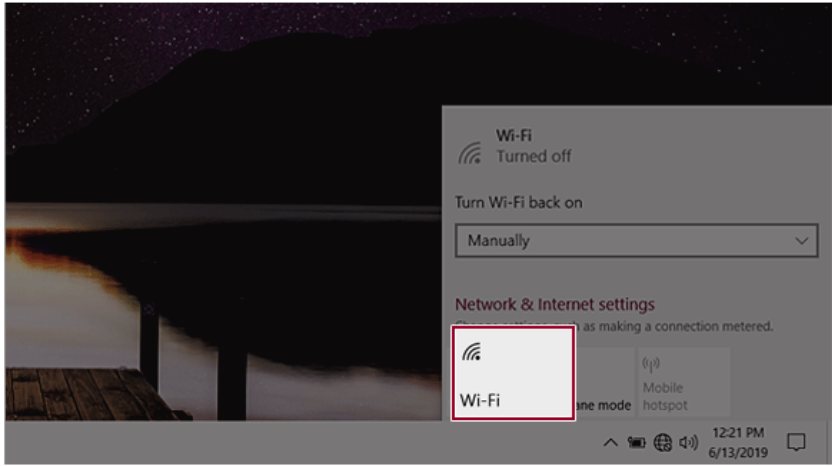 Wi-Fi
Turned off
Turn Wi-Fi back on
Manually
Network & Internet settings
as making a connection metered.
Wi-Fi
ane mode
Mobile
hotspot
12:21 PM
6/13/2019